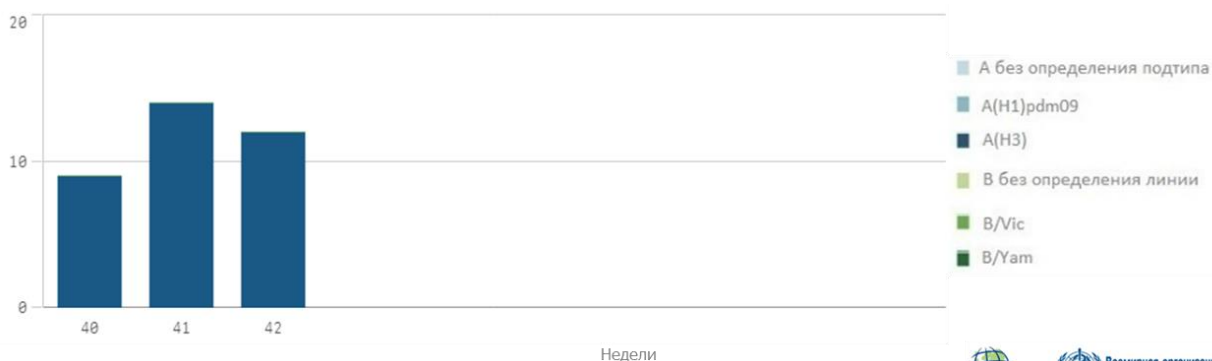 20
10
0
40 41 42
Недели
А без определения подтипа
A(H1)pdm09
A(H3)
В без определения линии
B/Vic
B/Yam